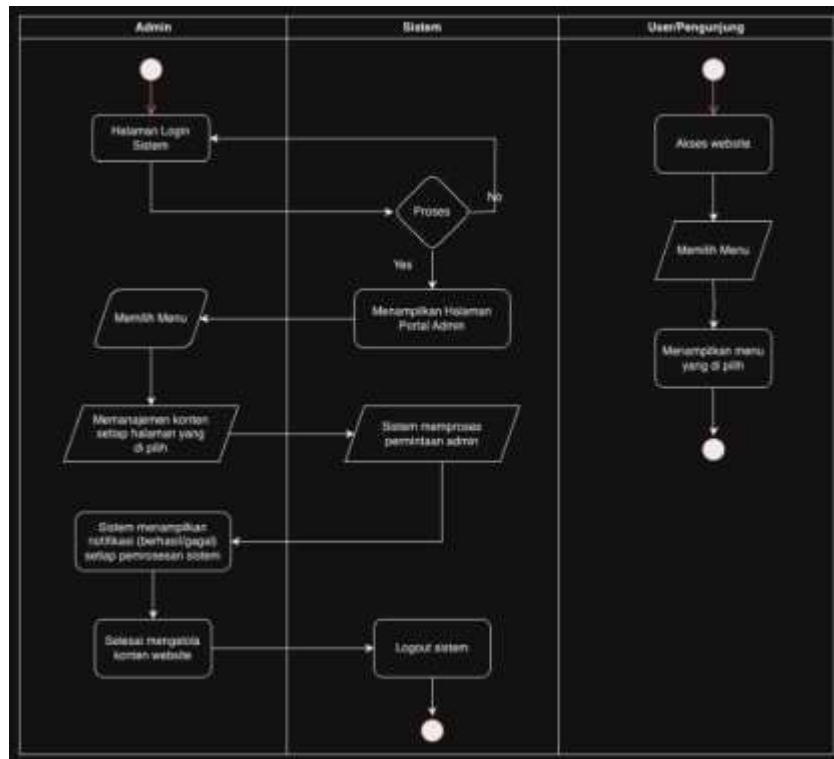 Admin
Sistem
User/Pengunjung
Halaman Login
Sistem
Akses website
Proses
No
Yes
Memilih Menu
Menampilkan Halaman
Portal Admin
Memilih Menu
Menampilkan menu
yang di pilih
Memanajemen konten
setiap halaman yang
di pilih
Sistem memproses
permintaan admin
Sistem menampilkan
notifikasi (berhasil/gagal)
setiap pemrosesan sistem
Selesai mengelola
konten website
Logout sistem